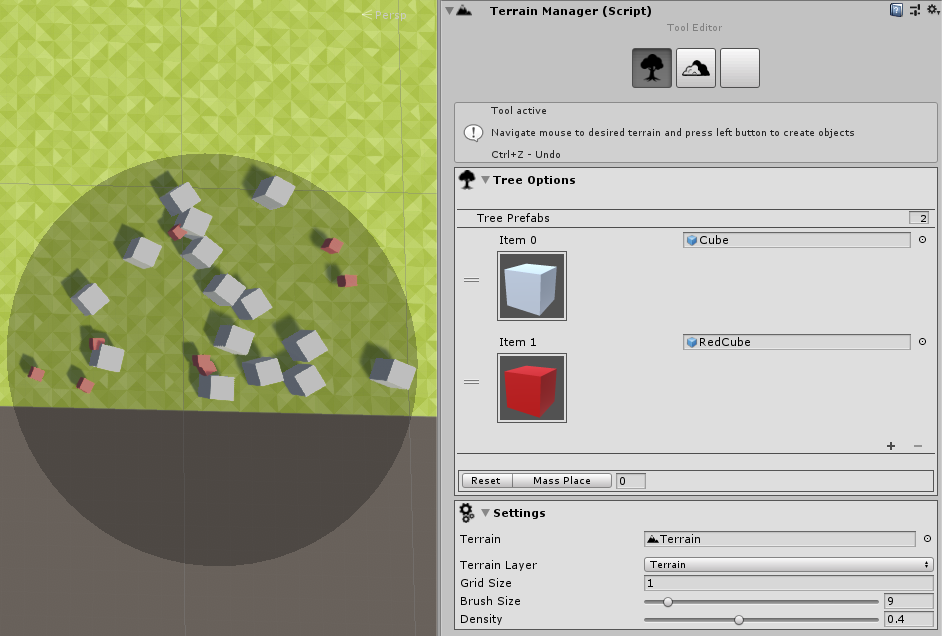 Persp
Terrain Manager (Script)
Tool Editor
Tool active
Navigate mouse to desired terrain and press left button to create objects
Ctrl+Z - Undo
Tree Options
Tree Prefabs 2
Item 0 Cube
Item 1 RedCube
+ −
Reset Mass Place 0
Settings
Terrain Terrain
Terrain Layer Terrain
Grid Size 1
Brush Size 9
Density 0.4